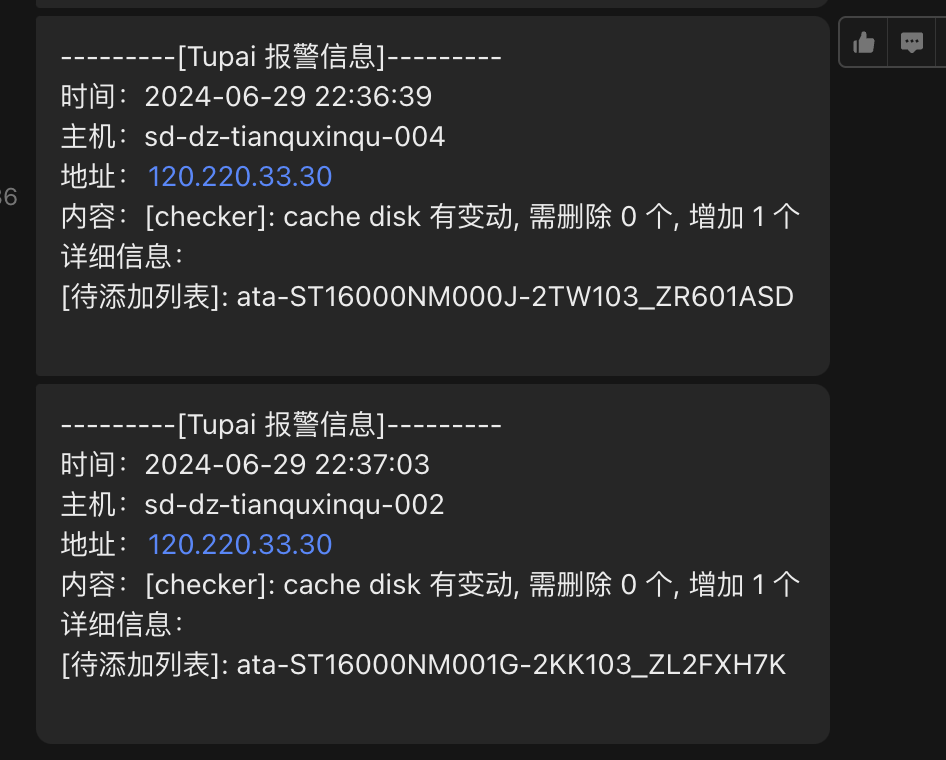 ---------[Tupai 报警信息]---------
时间：2024-06-29 22:36:39
主机：sd-dz-tianquxinqu-004
地址： 120.220.33.30
36
内容：[checker]: cache disk 有变动, 需删除 0 个, 增加 1 个
详细信息：
[待添加列表]: ata-ST16000NM000J-2TW103_ZR601ASD
---------[Tupai 报警信息]---------
时间：2024-06-29 22:37:03
主机：sd-dz-tianquxinqu-002
地址： 120.220.33.30
内容：[checker]: cache disk 有变动, 需删除 0 个, 增加 1 个
详细信息：
[待添加列表]: ata-ST16000NM001G-2KK103_ZL2FXH7K